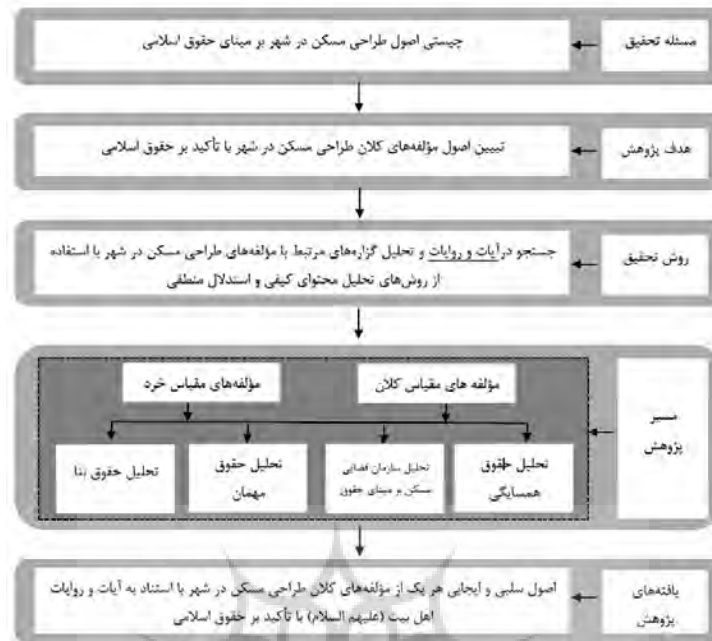 مسئله تحقیق
چیستی اصول طراحی مسکن در شهر بر مبنای حقوق اسلامی
هدف پژوهش
تبیین اصول مؤلفه‌های کلان طراحی مسکن در شهر با تأکید بر حقوق اسلامی
روش تحقیق
جستجو در آیات و روایات و تحلیل گزاره‌های مرتبط با مؤلفه‌های طراحی مسکن در شهر با استفاده
از روش‌های تحلیل محتوای کیفی و استدلال منطقی
مسیر
پژوهش
مؤلفه های مقیاس کلان
مؤلفه‌های مقیاس خرد
تحلیل حقوق
همسایگی
تحلیل سازمان فضایی
مسکن بر مبنای حقوق
تحلیل حقوق
مهمان
تحلیل حقوق بنا
یافته‌های
پژوهش
اصول سلبی و ایجابی هر یک از مؤلفه‌های کلان طراحی مسکن در شهر با استناد به آیات و روایات
اهل بیت (علیهم السلام) با تأکید بر حقوق اسلامی